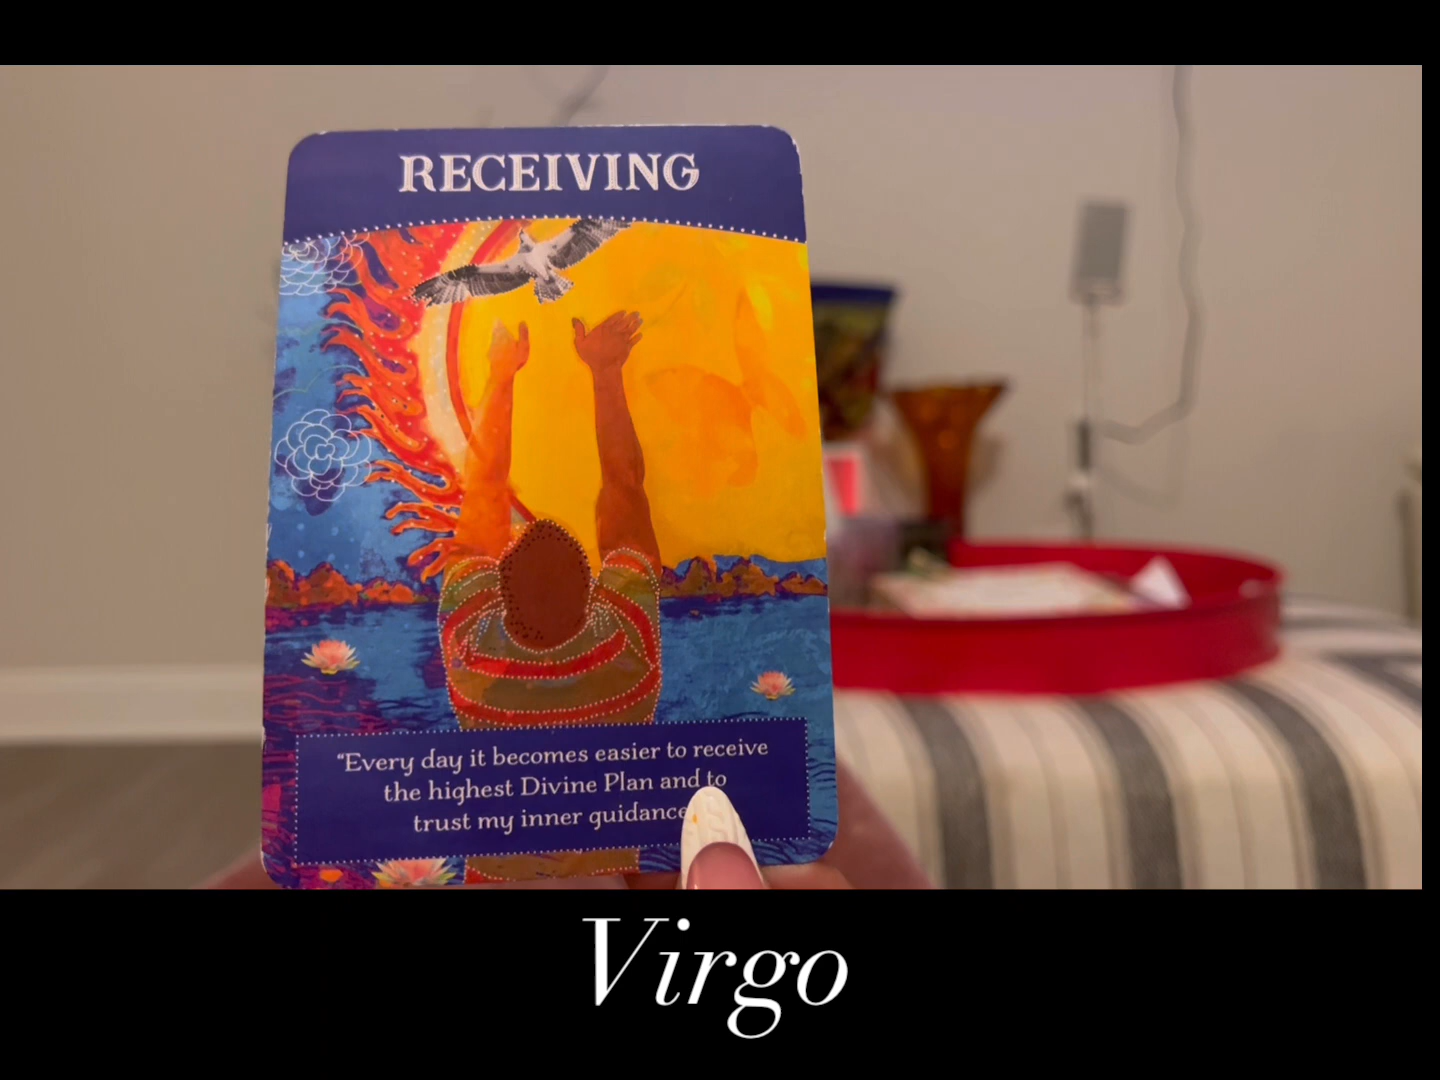 RECEIVING
“Every day it becomes easier to receive
the highest Divine Plan and to
trust my inner guidance
Virgo